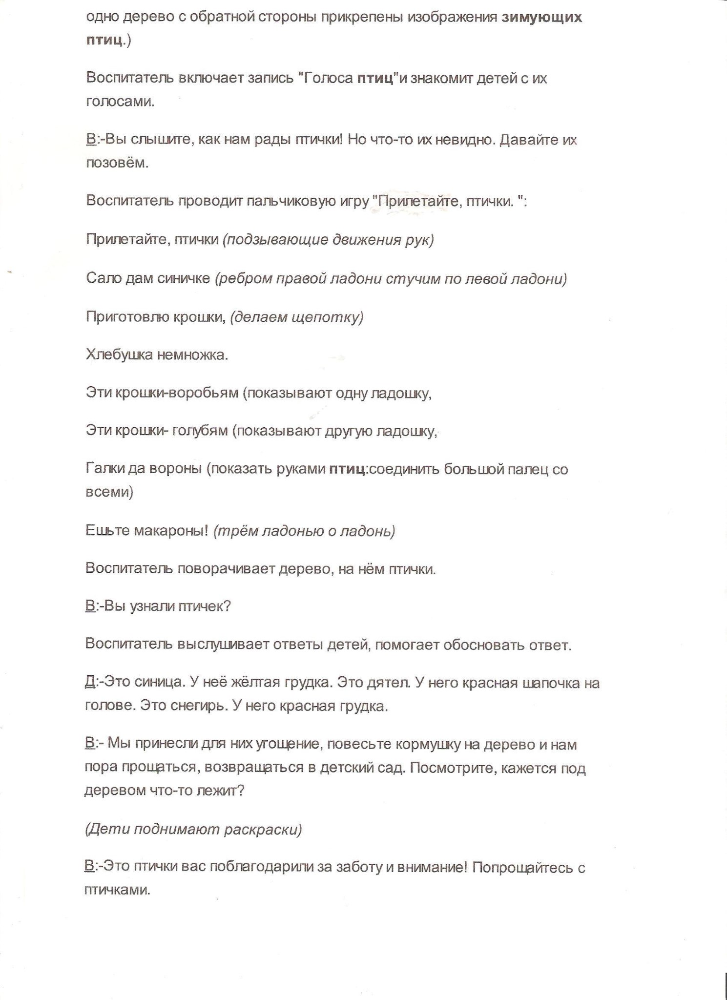 одно дерево с обратной стороны прикрепены изображения зимующих
птиц.)
Воспитатель включает запись "Голоса птиц"и знакомит детей с их
голосами.
В:-Вы слышите, как нам рады птички! Но что-то их невидно. Давайте их
позовём.
Воспитатель проводит пальчиковую игру "Прилетайте, птички. ":
Прилетайте, птички (подзывающие движения рук)
Сало дам синичке (ребром правой ладони стучим по левой ладони)
Приготовлю крошки, (делаем щепотку)
Хлебушка немножка.
Эти крошки-воробьям (показывают одну ладошку,
Эти крошки- голубям (показывают другую ладошку,
Галки да вороны (показать руками птиц:соединить большой палец со
всеми)
Ешьте макароны! (трём ладонью о ладонь)
Воспитатель поворачивает дерево, на нём птички.
В:-Вы узнали птичек?
Воспитатель выслушивает ответы детей, помогает обосновать ответ.
Д:-Это синица. У неё жёлтая грудка. Это дятел. У него красная шапочка на
голове. Это снегирь. У него красная грудка.
В:- Мы принесли для них угощение, повесьте кормушку на дерево и нам
пора прощаться, возвращаться в детский сад. Посмотрите, кажется под
деревом что-то лежит?
(Дети поднимают раскраски)
В:-Это птички вас поблагодарили за заботу и внимание! Попрощайтесь с
птичками.